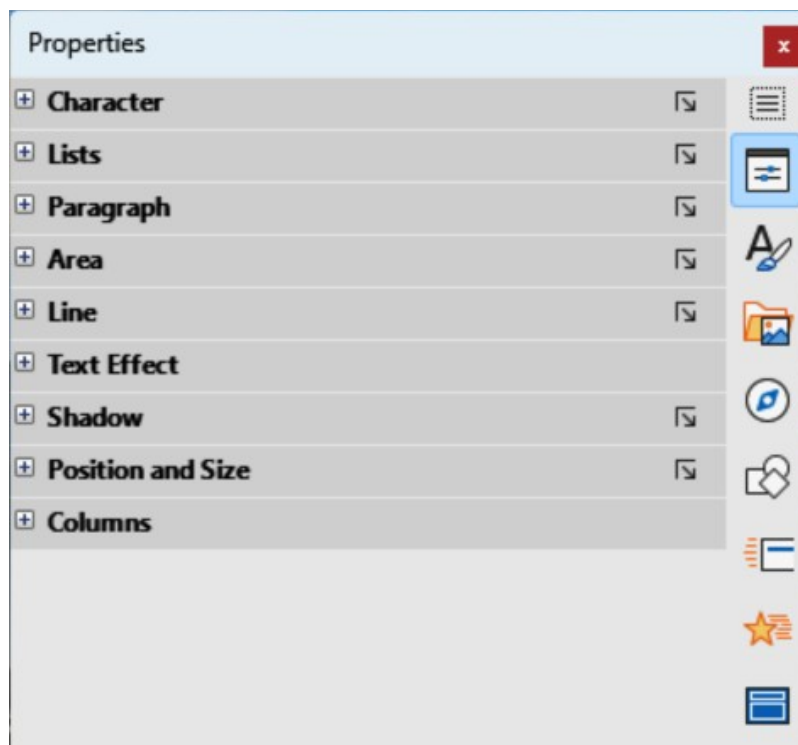 Properties
Character
Lists
Paragraph
Area
Line
Text Effect
Shadow
Position and Size
Columns